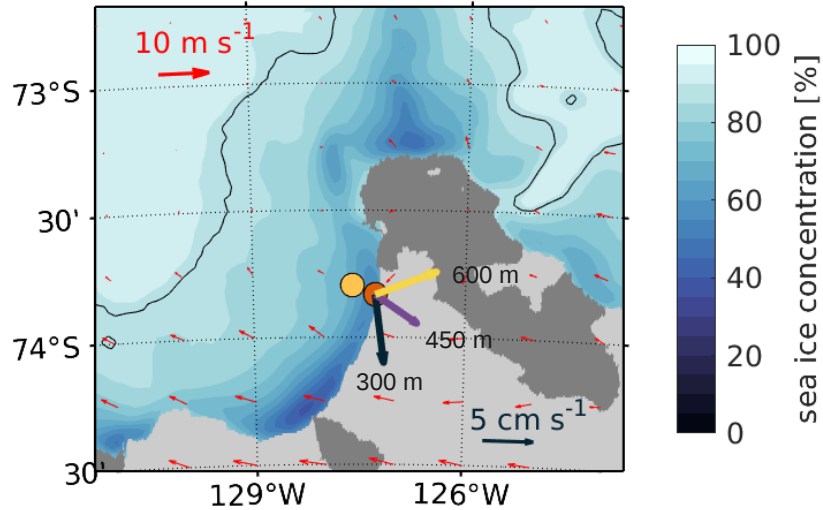 10 m s⁻¹
73°S
30'
74°S
30'
129°W
126°W
600 m
450 m
300 m
5 cm s⁻¹
100
80
60
40
20
0
sea ice concentration [%]